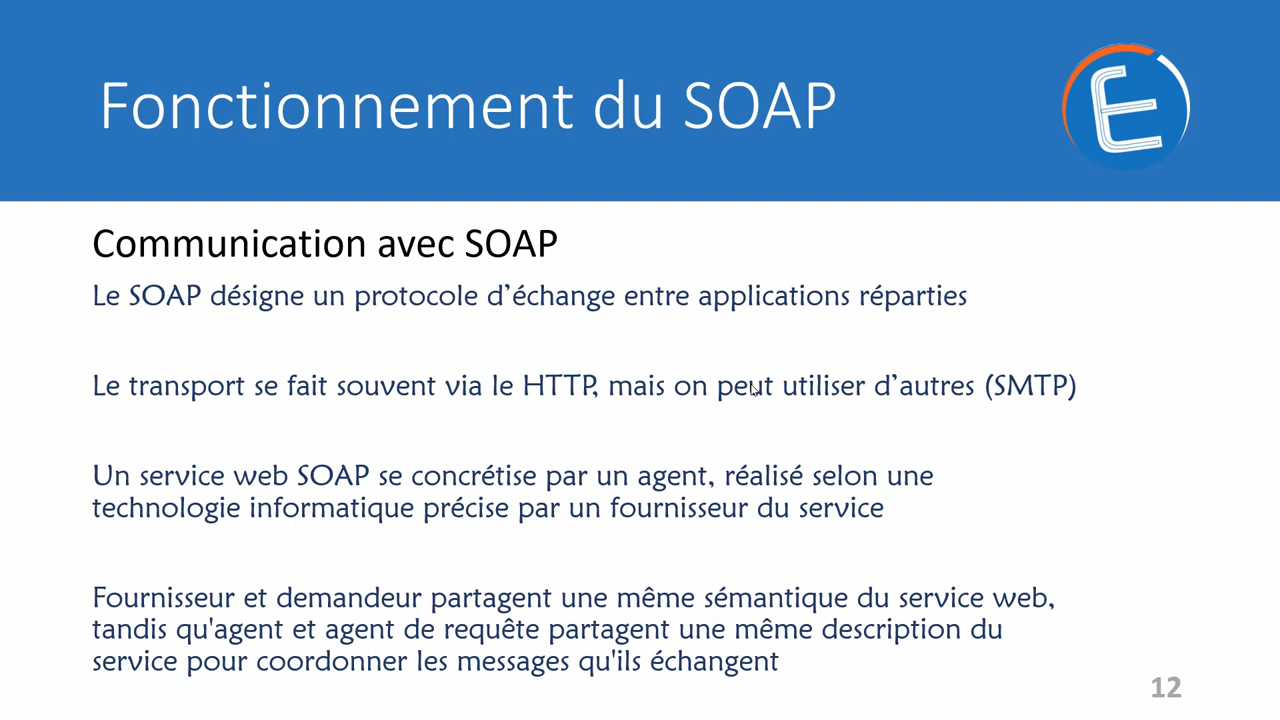 Fonctionnement du SOAP
E
Communication avec SOAP
Le SOAP désigne un protocole d’échange entre applications réparties
Le transport se fait souvent via le HTTP, mais on peut utiliser d’autres (SMTP)
Un service web SOAP se concrétise par un agent, réalisé selon une
technologie informatique précise par un fournisseur du service
Fournisseur et demandeur partagent une même sémantique du service web,
tandis qu'agent et agent de requête partagent une même description du
service pour coordonner les messages qu'ils échangent
12